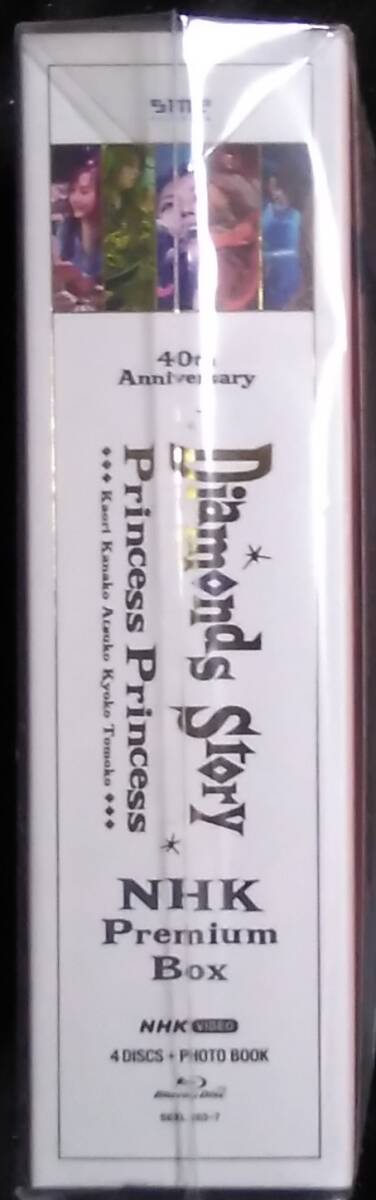 sme
40th
Anniversary
Diamonds Story
Princess Princess
Kaori Kanako Atsuko Kyoko Tomoko
NHK
Premium
Box
NHK VIDEO
4 DISCS + PHOTO BOOK
Blu-ray Disc